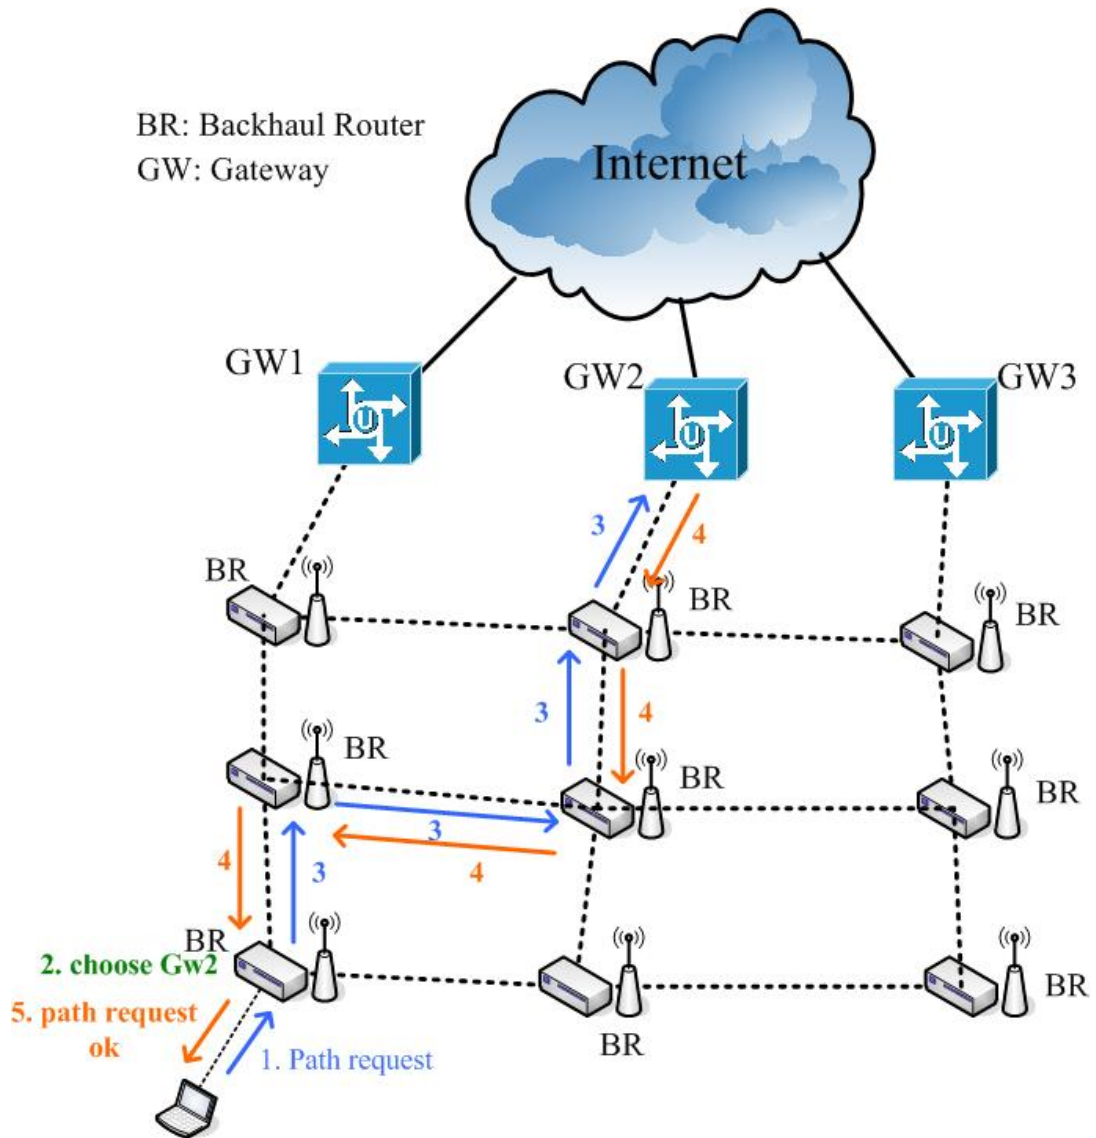 BR: Backhaul Router
GW: Gateway
Internet
GW1
GW2
GW3
U
U
U
3
4
BR
BR
BR
3
4
BR
BR
BR
3
4
4
3
BR
2. choose Gw2
5. path request
ok
1. Path request
BR
BR